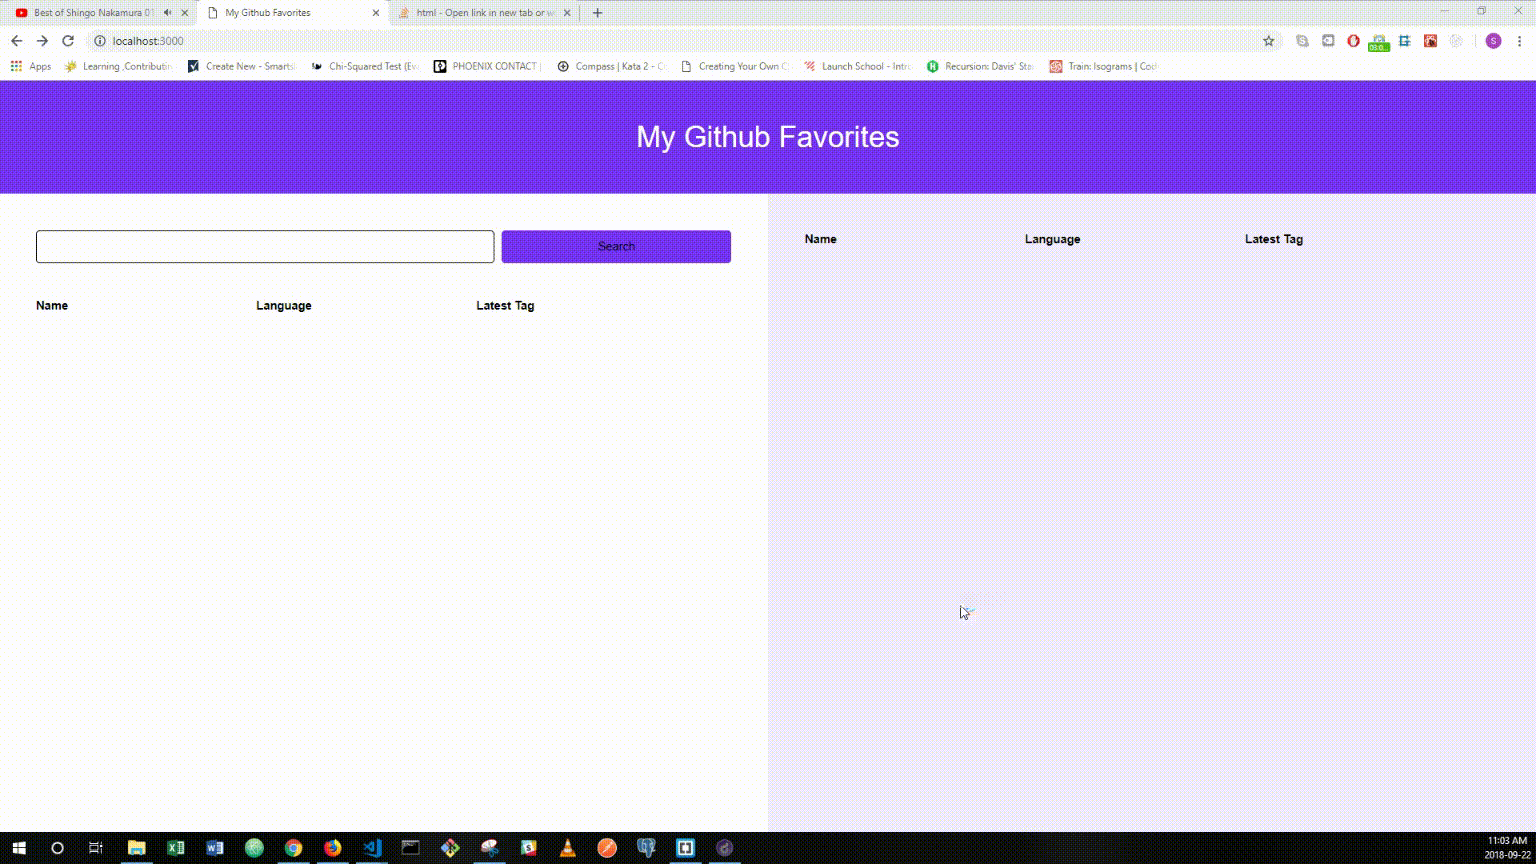 Best of Shingo Nakamura 01
My Github Favorites
html - Open link in new tab or w
localhost:3000
Apps
Learning ,Contributin
Create New - Smarts
Chi-Squared Test (Ev
PHOENIX CONTACT |
Compass | Kata 2 - C
Creating Your Own C
Launch School - Intro
Recursion: Davis' Sta
Train: Isograms | Cod
My Github Favorites
Search
Name
Language
Latest Tag
Name
Language
Latest Tag
11:03 AM
2018-09-22